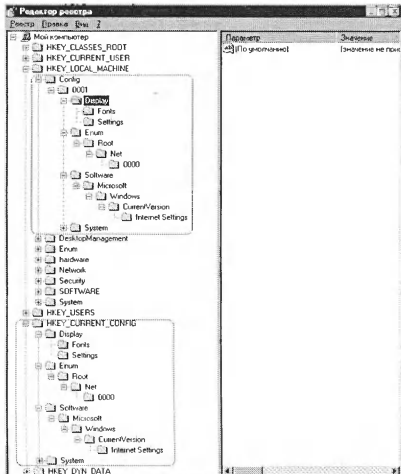 Редактор реестра
Реестр Правка Вид ?
Мой компьютер
HKEY_CLASSES_ROOT
HKEY_CURRENT_USER
HKEY_LOCAL_MACHINE
Config
0001
Display
Fonts
Settings
Enum
Root
Net
0000
Software
Microsoft
Windows
CurrentVersion
Internet Settings
System
DesktopManagement
Enum
hardware
Network
Security
SOFTWARE
System
HKEY_USERS
HKEY_CURRENT_CONFIG
Display
Fonts
Settings
Enum
Root
Net
0000
Software
Microsoft
Windows
CurrentVersion
Internet Settings
System
HKEY_DYN_DATA
Параметр Значение
(По умолчанию) (значение не